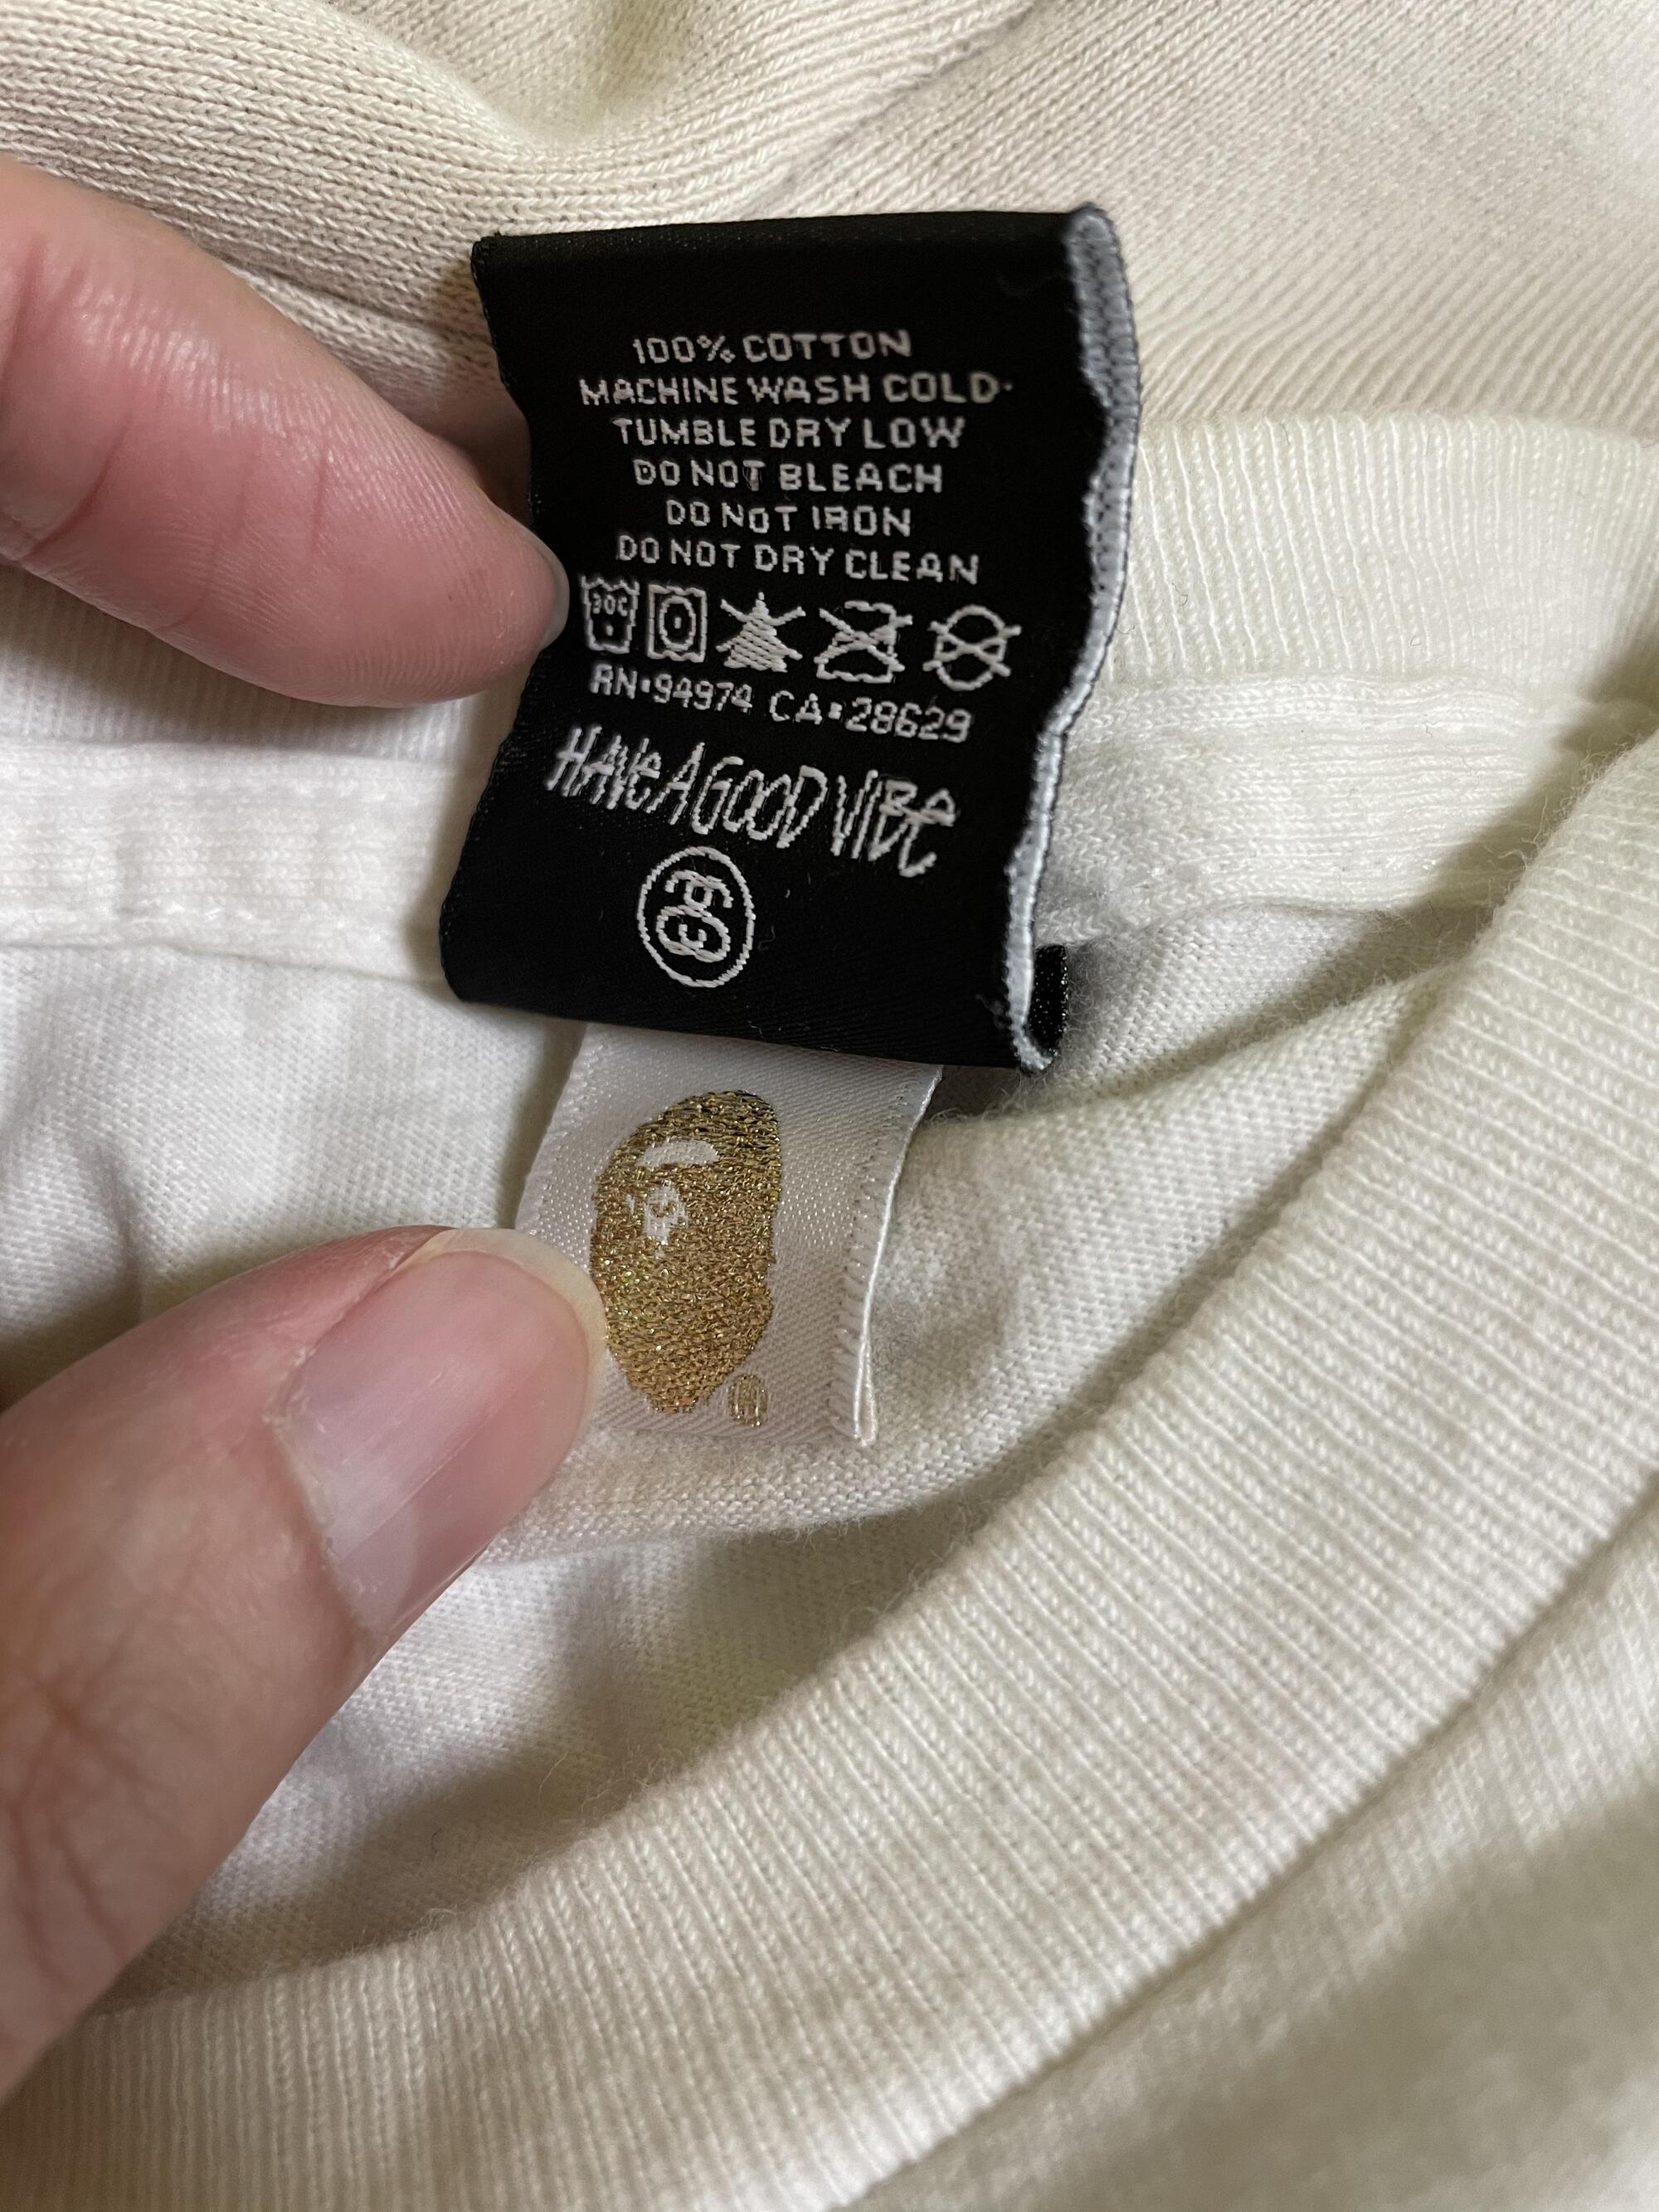 100% COTTON
MACHINE WASH COLD·
TUMBLE DRY LOW
DO NOT BLEACH
DO NOT IRON
DO NOT DRY CLEAN
30C
RN·94974 CA·28629
HAVE A GOOD VIBE
®